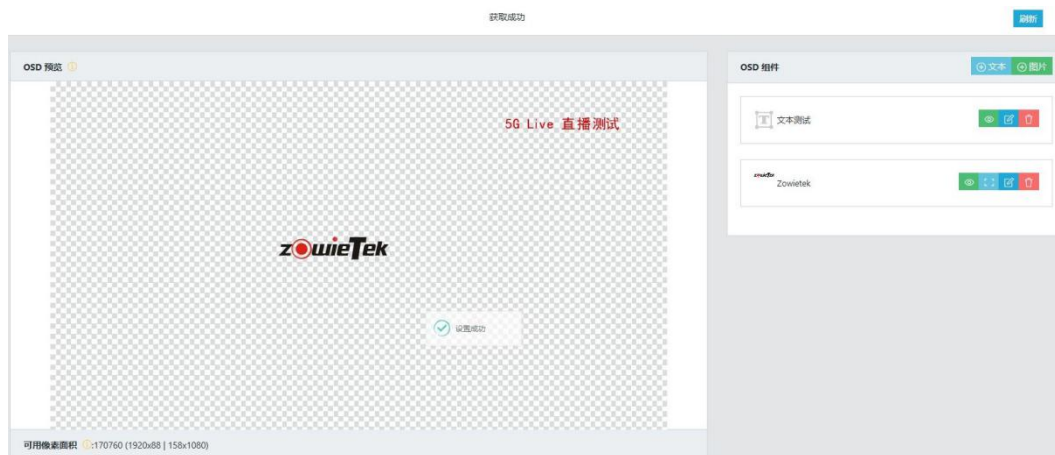 获取成功
刷新
OSD 预览
5G Live 直播测试
zowieTek
设置成功
可用像素面积 :170760 (1920x88 | 158x1080)
OSD 组件
文本 图片
文本测试
Zowietek